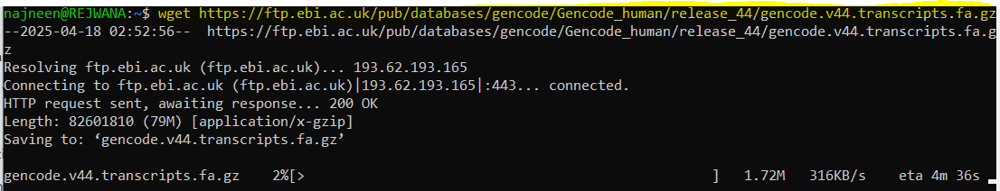 najneen@REJWANA:~$ wget https://ftp.ebi.ac.uk/pub/databases/gencode/Gencode_human/release_44/gencode.v44.transcripts.fa.gz
--2025-04-18 02:52:56--  https://ftp.ebi.ac.uk/pub/databases/gencode/Gencode_human/release_44/gencode.v44.transcripts.fa.g
z
Resolving ftp.ebi.ac.uk (ftp.ebi.ac.uk)... 193.62.193.165
Connecting to ftp.ebi.ac.uk (ftp.ebi.ac.uk)|193.62.193.165|:443... connected.
HTTP request sent, awaiting response... 200 OK
Length: 82601810 (79M) [application/x-gzip]
Saving to: ‘gencode.v44.transcripts.fa.gz’
gencode.v44.transcripts.fa.gz    2%[>                                                  ]   1.72M   316KB/s    eta 4m 36s